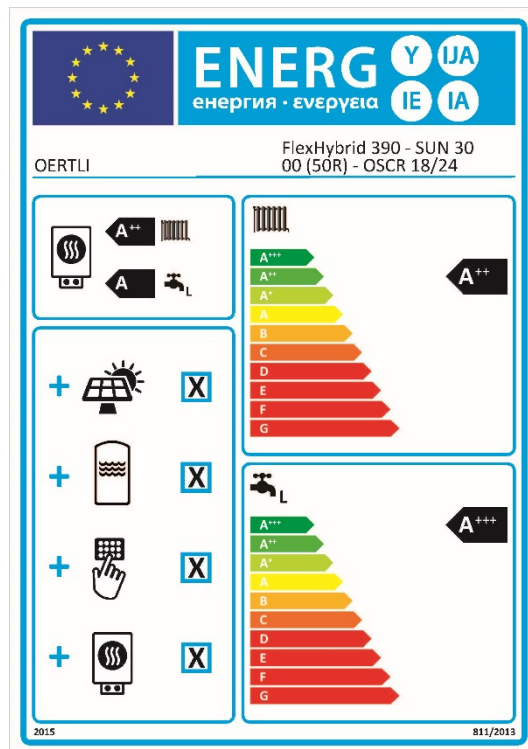 ENERG
Y IJA
IE IA
енергия · ενεργεια
OERTLI
FlexHybrid 390 - SUN 30
00 (50R) - OSCR 18/24
A++
A
L
+ X
+ X
+ X
+ X
A+++
A++
A+
A
B
C
D
E
F
G
A++
L
A+++
A++
A+
A
B
C
D
E
F
G
A+++
2015
811/2013